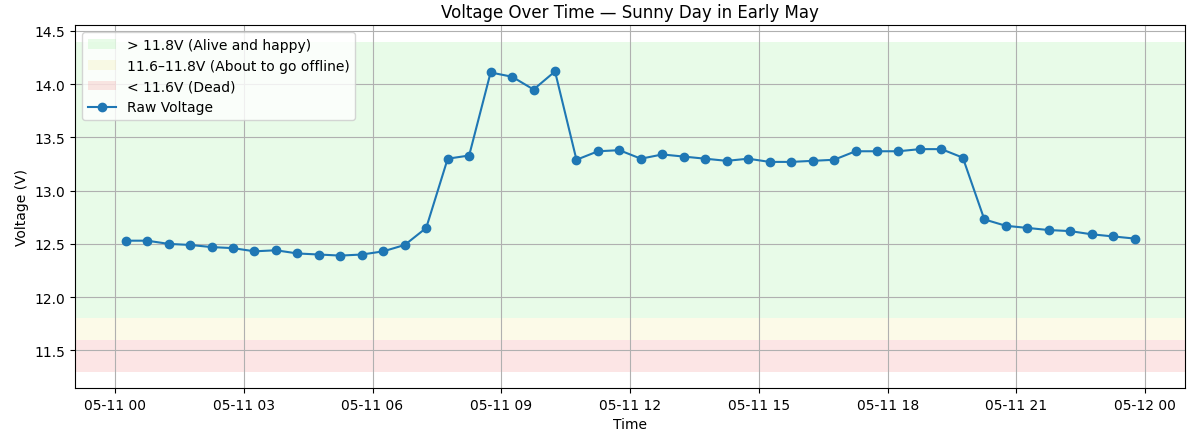 Voltage Over Time — Sunny Day in Early May
> 11.8V (Alive and happy)
11.6–11.8V (About to go offline)
< 11.6V (Dead)
Raw Voltage
Voltage (V)
14.5
14.0
13.5
13.0
12.5
12.0
11.5
05-11 00
05-11 03
05-11 06
05-11 09
05-11 12
05-11 15
05-11 18
05-11 21
05-12 00
Time